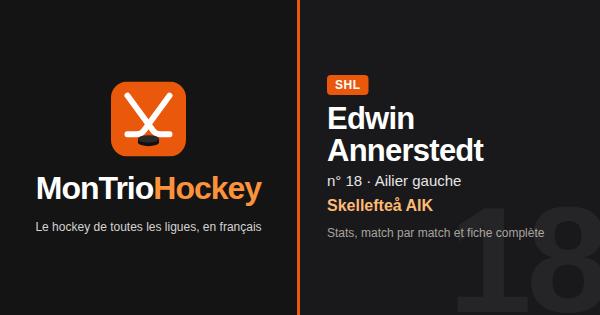 MonTrioHockey
Le hockey de toutes les ligues, en français
SHL
Edwin
Annerstedt
n° 18 · Ailier gauche
Skellefteå AIK
Stats, match par match et fiche complète
18